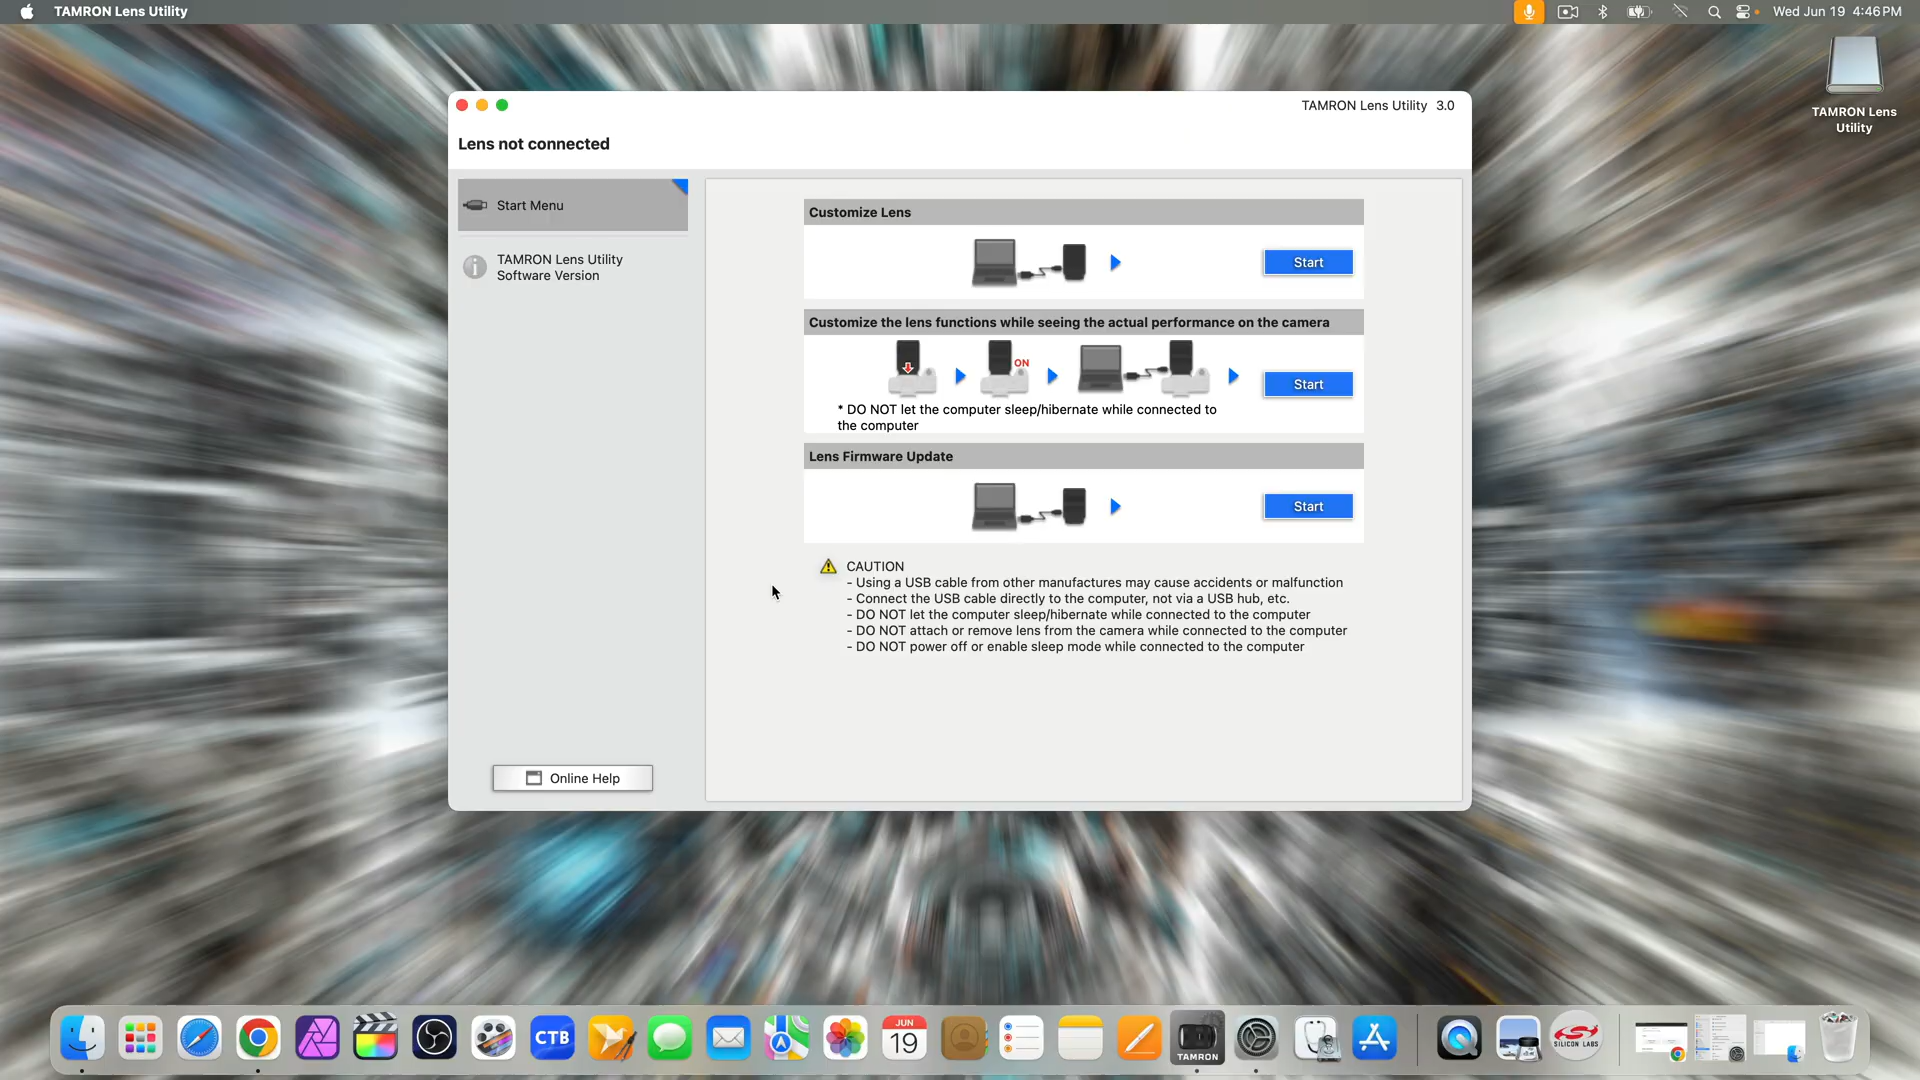 TAMRON Lens Utility
Wed Jun 19 4:46 PM
TAMRON Lens
Utility
TAMRON Lens Utility 3.0
Lens not connected
Start Menu
TAMRON Lens Utility
Software Version
Online Help
Customize Lens
Start
Customize the lens functions while seeing the actual performance on the camera
ON
Start
* DO NOT let the computer sleep/hibernate while connected to
the computer
Lens Firmware Update
Start
CAUTION
- Using a USB cable from other manufactures may cause accidents or malfunction
- Connect the USB cable directly to the computer, not via a USB hub, etc.
- DO NOT let the computer sleep/hibernate while connected to the computer
- DO NOT attach or remove lens from the camera while connected to the computer
- DO NOT power off or enable sleep mode while connected to the computer
CTB
JUN
19
TAMRON
SILICON LABS